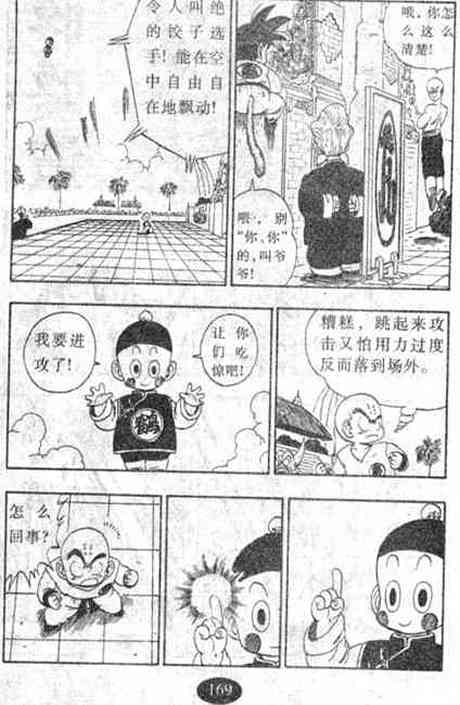 令人叫绝
的饺子选
手！能在空
中自由自
在地飘动！
哦，你怎
么这么
清楚！
喂，别
“你、你”
的，叫爷
爷！
我要进
攻了！
让你
们吃
惊吧！
鹤
糟糕，跳起来攻
击又怕用力过度
反而落到场外。
怎么
回事？
169